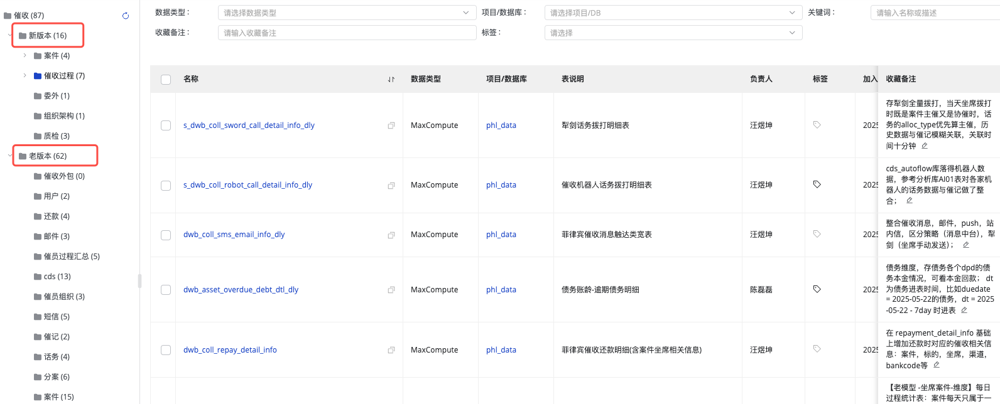 催收 (87)
新版本 (16)
案件 (4)
催收过程 (7)
委外 (1)
组织架构 (1)
质检 (3)
老版本 (62)
催收外包 (0)
用户 (2)
还款 (4)
邮件 (3)
催员过程汇总 (5)
cds (13)
催员组织 (3)
短信 (5)
催记 (2)
话务 (4)
分案 (6)
案件 (15)
数据类型： 请选择数据类型 项目/数据库： 请选择项目/DB 关键词： 请输入名称或描述
收藏备注： 请输入收藏备注 标签： 请选择
名称 数据类型 项目/数据库 表说明 负责人 标签 加入 收藏备注
s_dwb_coll_sword_call_detail_info_dly MaxCompute phl_data 犁剑话务拨打明细表 汪煜坤 2025
存犁剑全量拨打，当天坐席拨打
时既是案件主催又是协催时，话
务的alloc_type优先算主催，历
史数据与催记模糊关联，关联时
间十分钟
s_dwb_coll_robot_call_detail_info_dly MaxCompute phl_data 催收机器人话务拨打明细表 汪煜坤 2025
cds_autoflow库落得机器人数
据，参考分析库AI01表对各家机
器人的话务数据与催记做了整
合；
dwb_coll_sms_email_info_dly MaxCompute phl_data 菲律宾催收消息触达类宽表 汪煜坤 2025
整合催收消息，邮件，push，站
内信，区分策略（消息中台），犁
剑（坐席手动发送）；
dwb_asset_overdue_debt_dtl_dly MaxCompute phl_data 债务账龄-逾期债务明细 陈磊磊 2025
债务维度，存债务各个dpd的债
务本金情况，可看本金回款； dt
为债务进表时间，比如duedate
= 2025-05-22的债务，dt = 2025
-05-22 - 7day 时进表
dwb_coll_repay_detail_info MaxCompute phl_data 菲律宾催收还款明细(含案件坐席相关信息) 汪煜坤 2025
在 repayment_detail_info 基础
上增加还款时对应的催收相关信
息：案件，标的，坐席，渠道，
bankcode等
【老模型 -坐席案件-维度】每日
过程统计表：案件每天只属于一